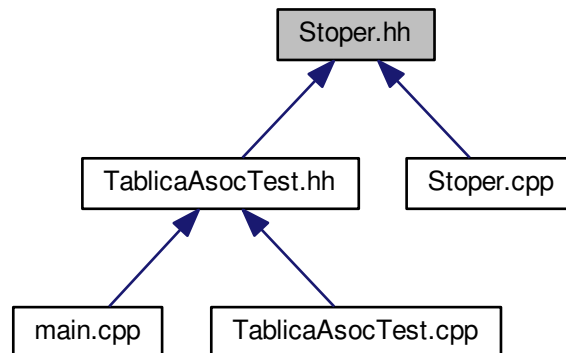 Stoper.hh
TablicaAsocTest.hh
Stoper.cpp
main.cpp
TablicaAsocTest.cpp